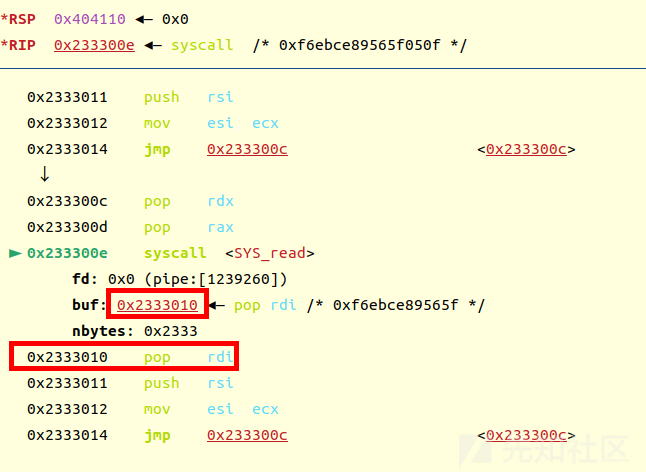 *RSP 0x404110 ◂— 0x0
*RIP 0x233300e ◂— syscall /* 0xf6ebce89565f050f */
0x2333011 push rsi
0x2333012 mov esi ecx
0x2333014 jmp 0x233300c <0x233300c>
↓
0x233300c pop rdx
0x233300d pop rax
► 0x233300e syscall <SYS_read>
fd: 0x0 (pipe:[1239260])
buf: 0x2333010 ◂— pop rdi /* 0xf6ebce89565f */
nbytes: 0x2333
0x2333010 pop rdi
0x2333011 push rsi
0x2333012 mov esi ecx
0x2333014 jmp 0x233300c <0x233300c>
先知社区